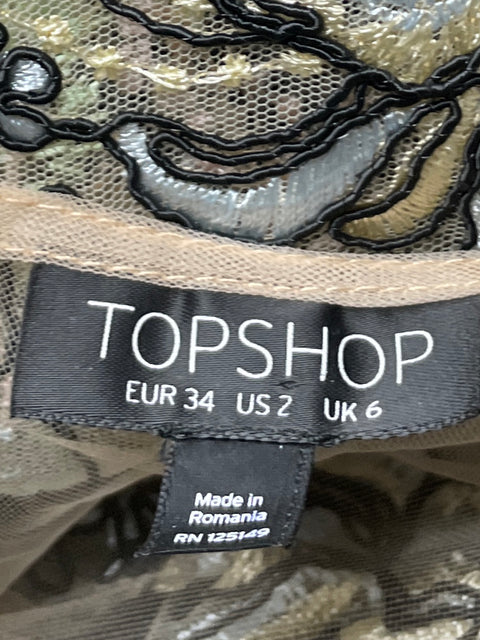 TOPSHOP
EUR 34 US 2 UK 6
Made in
Romania
RN 125149